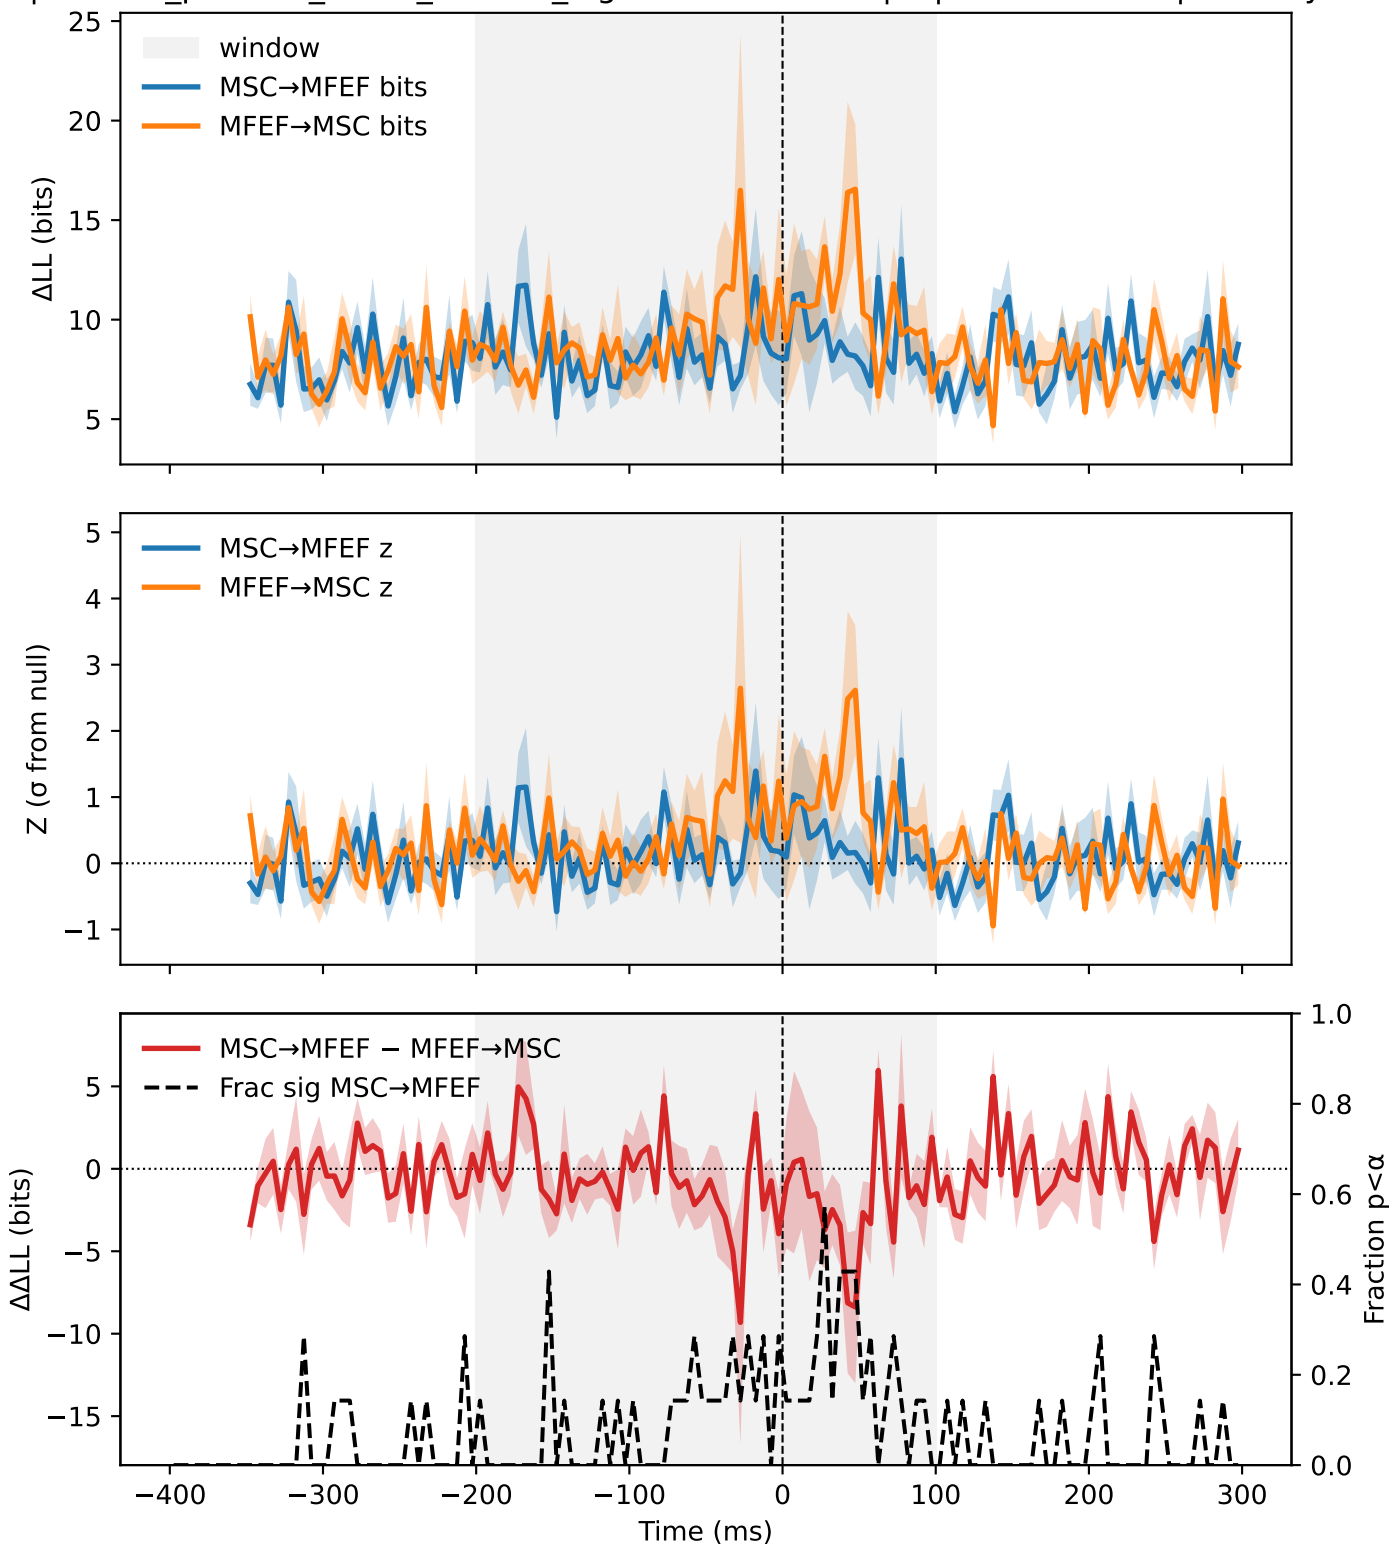 25
20
15
10
5
ΔLL (bits)
window
MSC→MFEF bits
MFEF→MSC bits
5
4
3
2
1
0
−1
Z (σ from null)
MSC→MFEF z
MFEF→MSC z
5
0
−5
−10
−15
ΔΔLL (bits)
MSC→MFEF − MFEF→MSC
Frac sig MSC→MFEF
1.0
0.8
0.6
0.4
0.2
0.0
Fraction p<α
−400 −300 −200 −100 0 100 200 300
Time (ms)